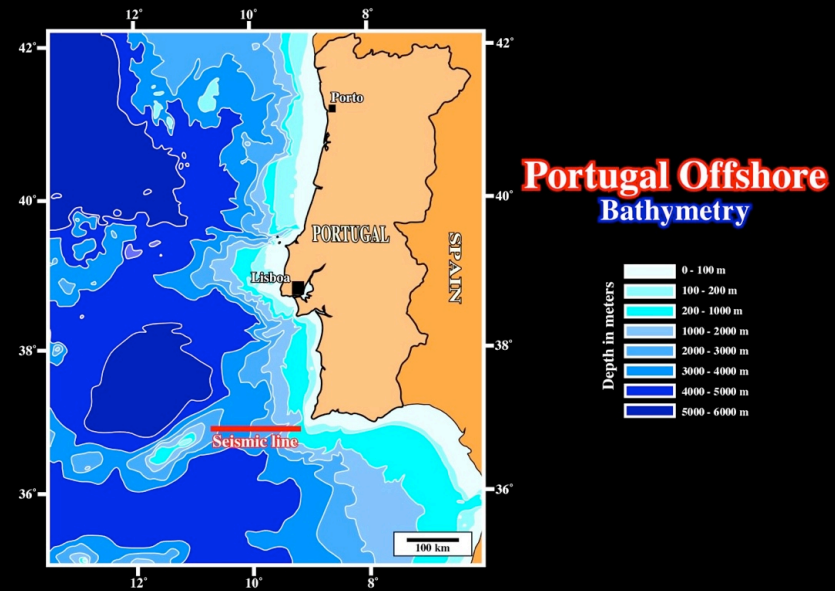 12°
10°
8°
42°
42°
Porto
40°
40°
Portugal Offshore
Bathymetry
PORTUGAL
SPAIN
Lisboa
Depth in meters
0 - 100 m
100 - 200 m
200 - 1000 m
1000 - 2000 m
2000 - 3000 m
3000 - 4000 m
4000 - 5000 m
5000 - 6000 m
38°
38°
Seismic line
36°
36°
100 km
12°
10°
8°